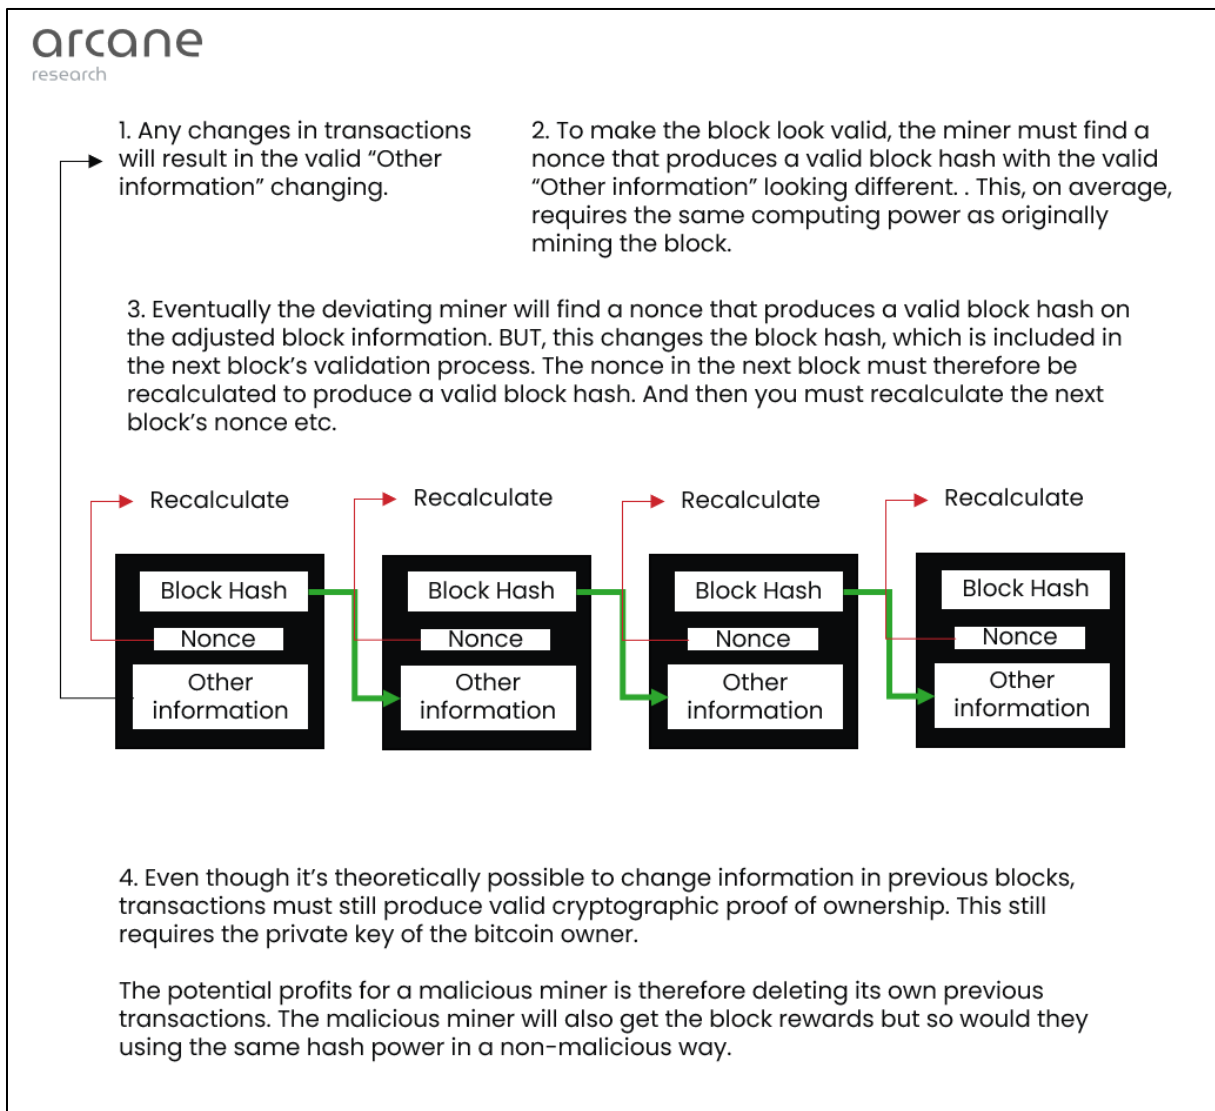 arcane
research
1. Any changes in transactions
will result in the valid “Other
information” changing.
2. To make the block look valid, the miner must find a
nonce that produces a valid block hash with the valid
“Other information” looking different. . This, on average,
requires the same computing power as originally
mining the block.
3. Eventually the deviating miner will find a nonce that produces a valid block hash on
the adjusted block information. BUT, this changes the block hash, which is included in
the next block’s validation process. The nonce in the next block must therefore be
recalculated to produce a valid block hash. And then you must recalculate the next
block’s nonce etc.
Recalculate
Recalculate
Recalculate
Recalculate
Block Hash
Nonce
Other
information
Block Hash
Nonce
Other
information
Block Hash
Nonce
Other
information
Block Hash
Nonce
Other
information
4. Even though it’s theoretically possible to change information in previous blocks,
transactions must still produce valid cryptographic proof of ownership. This still
requires the private key of the bitcoin owner.
The potential profits for a malicious miner is therefore deleting its own previous
transactions. The malicious miner will also get the block rewards but so would they
using the same hash power in a non-malicious way.